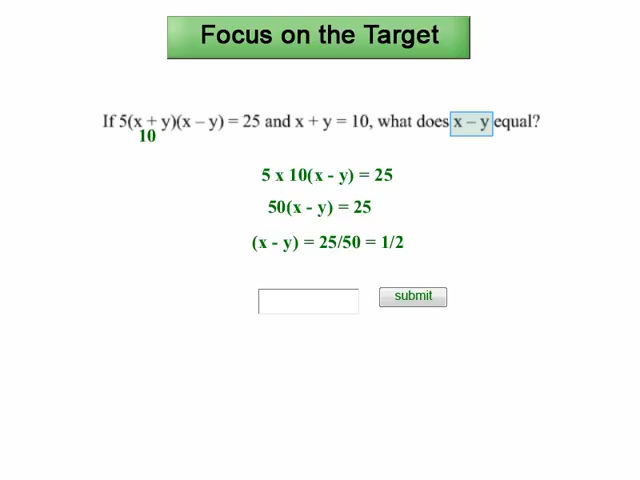 Focus on the Target
If 5(x + y)(x – y) = 25 and x + y = 10, what does x – y equal?
10
5 x 10(x - y) = 25
50(x - y) = 25
(x - y) = 25/50 = 1/2
submit